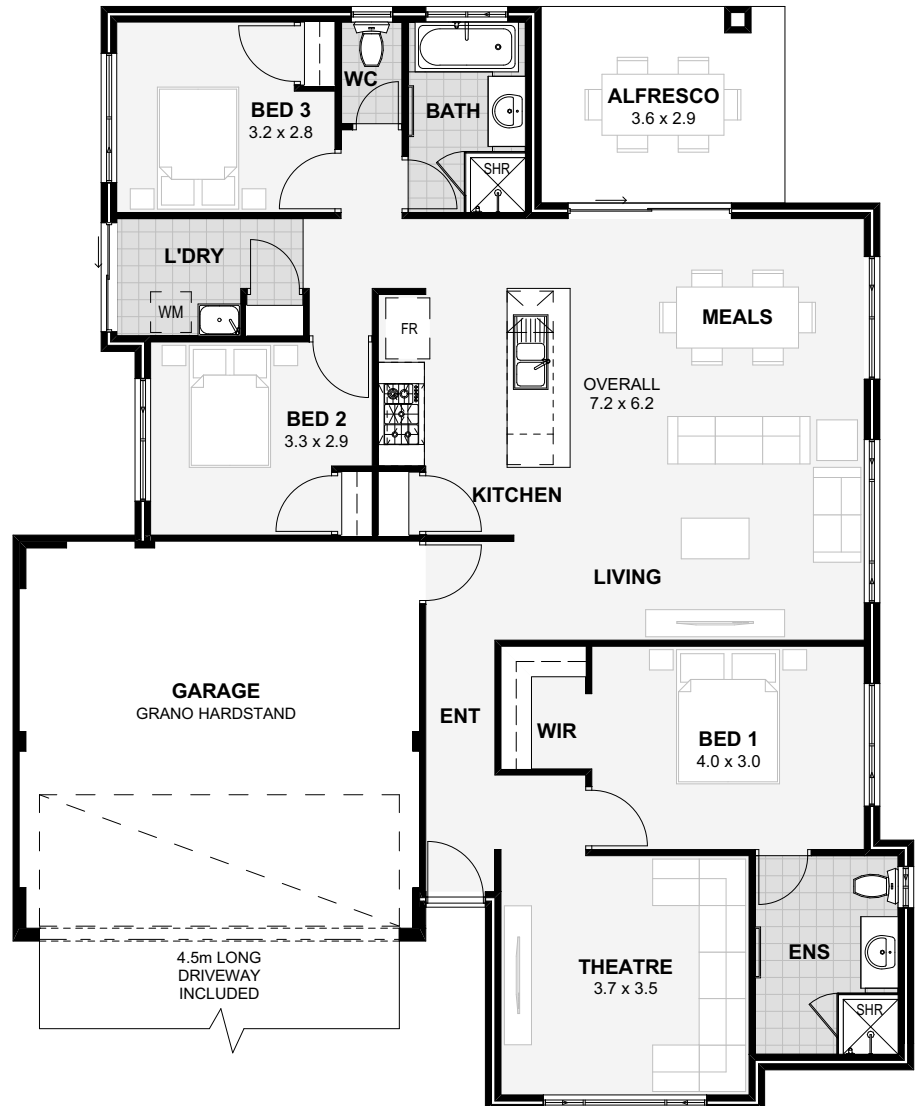 WC
BED 3
3.2 x 2.8
BATH
ALFRESCO
3.6 x 2.9
SHR
L'DRY
WM
FR
MEALS
OVERALL
7.2 x 6.2
BED 2
3.3 x 2.9
KITCHEN
LIVING
GARAGE
GRANO HARDSTAND
ENT
WIR
BED 1
4.0 x 3.0
4.5m LONG
DRIVEWAY
INCLUDED
THEATRE
3.7 x 3.5
ENS
SHR